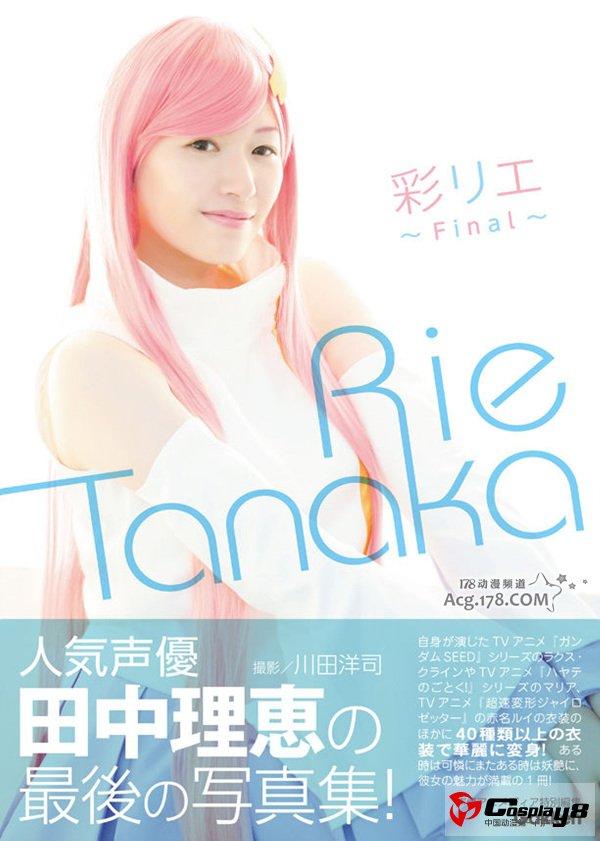 彩リエ
~Final~
Rie
Tanaka
178动漫频道
Acg.178.COM
人気声優
撮影／川田洋司
田中理恵の
最後の写真集!
自身が演じたTVアニメ『ガン
ダムSEED』シリーズのラクス・
クラインやTVアニメ『ハヤテ
のごとく!』シリーズのマリア、
TVアニメ『超速変形ジャイロ
ゼッター』の赤名ルイの衣装の
ほかに40種類以上の衣
装で華麗に変身! ある
時は可憐にまたある時は妖艶に、
彼女の魅力が満載の1冊!
ィア特別編集
Cosplay8